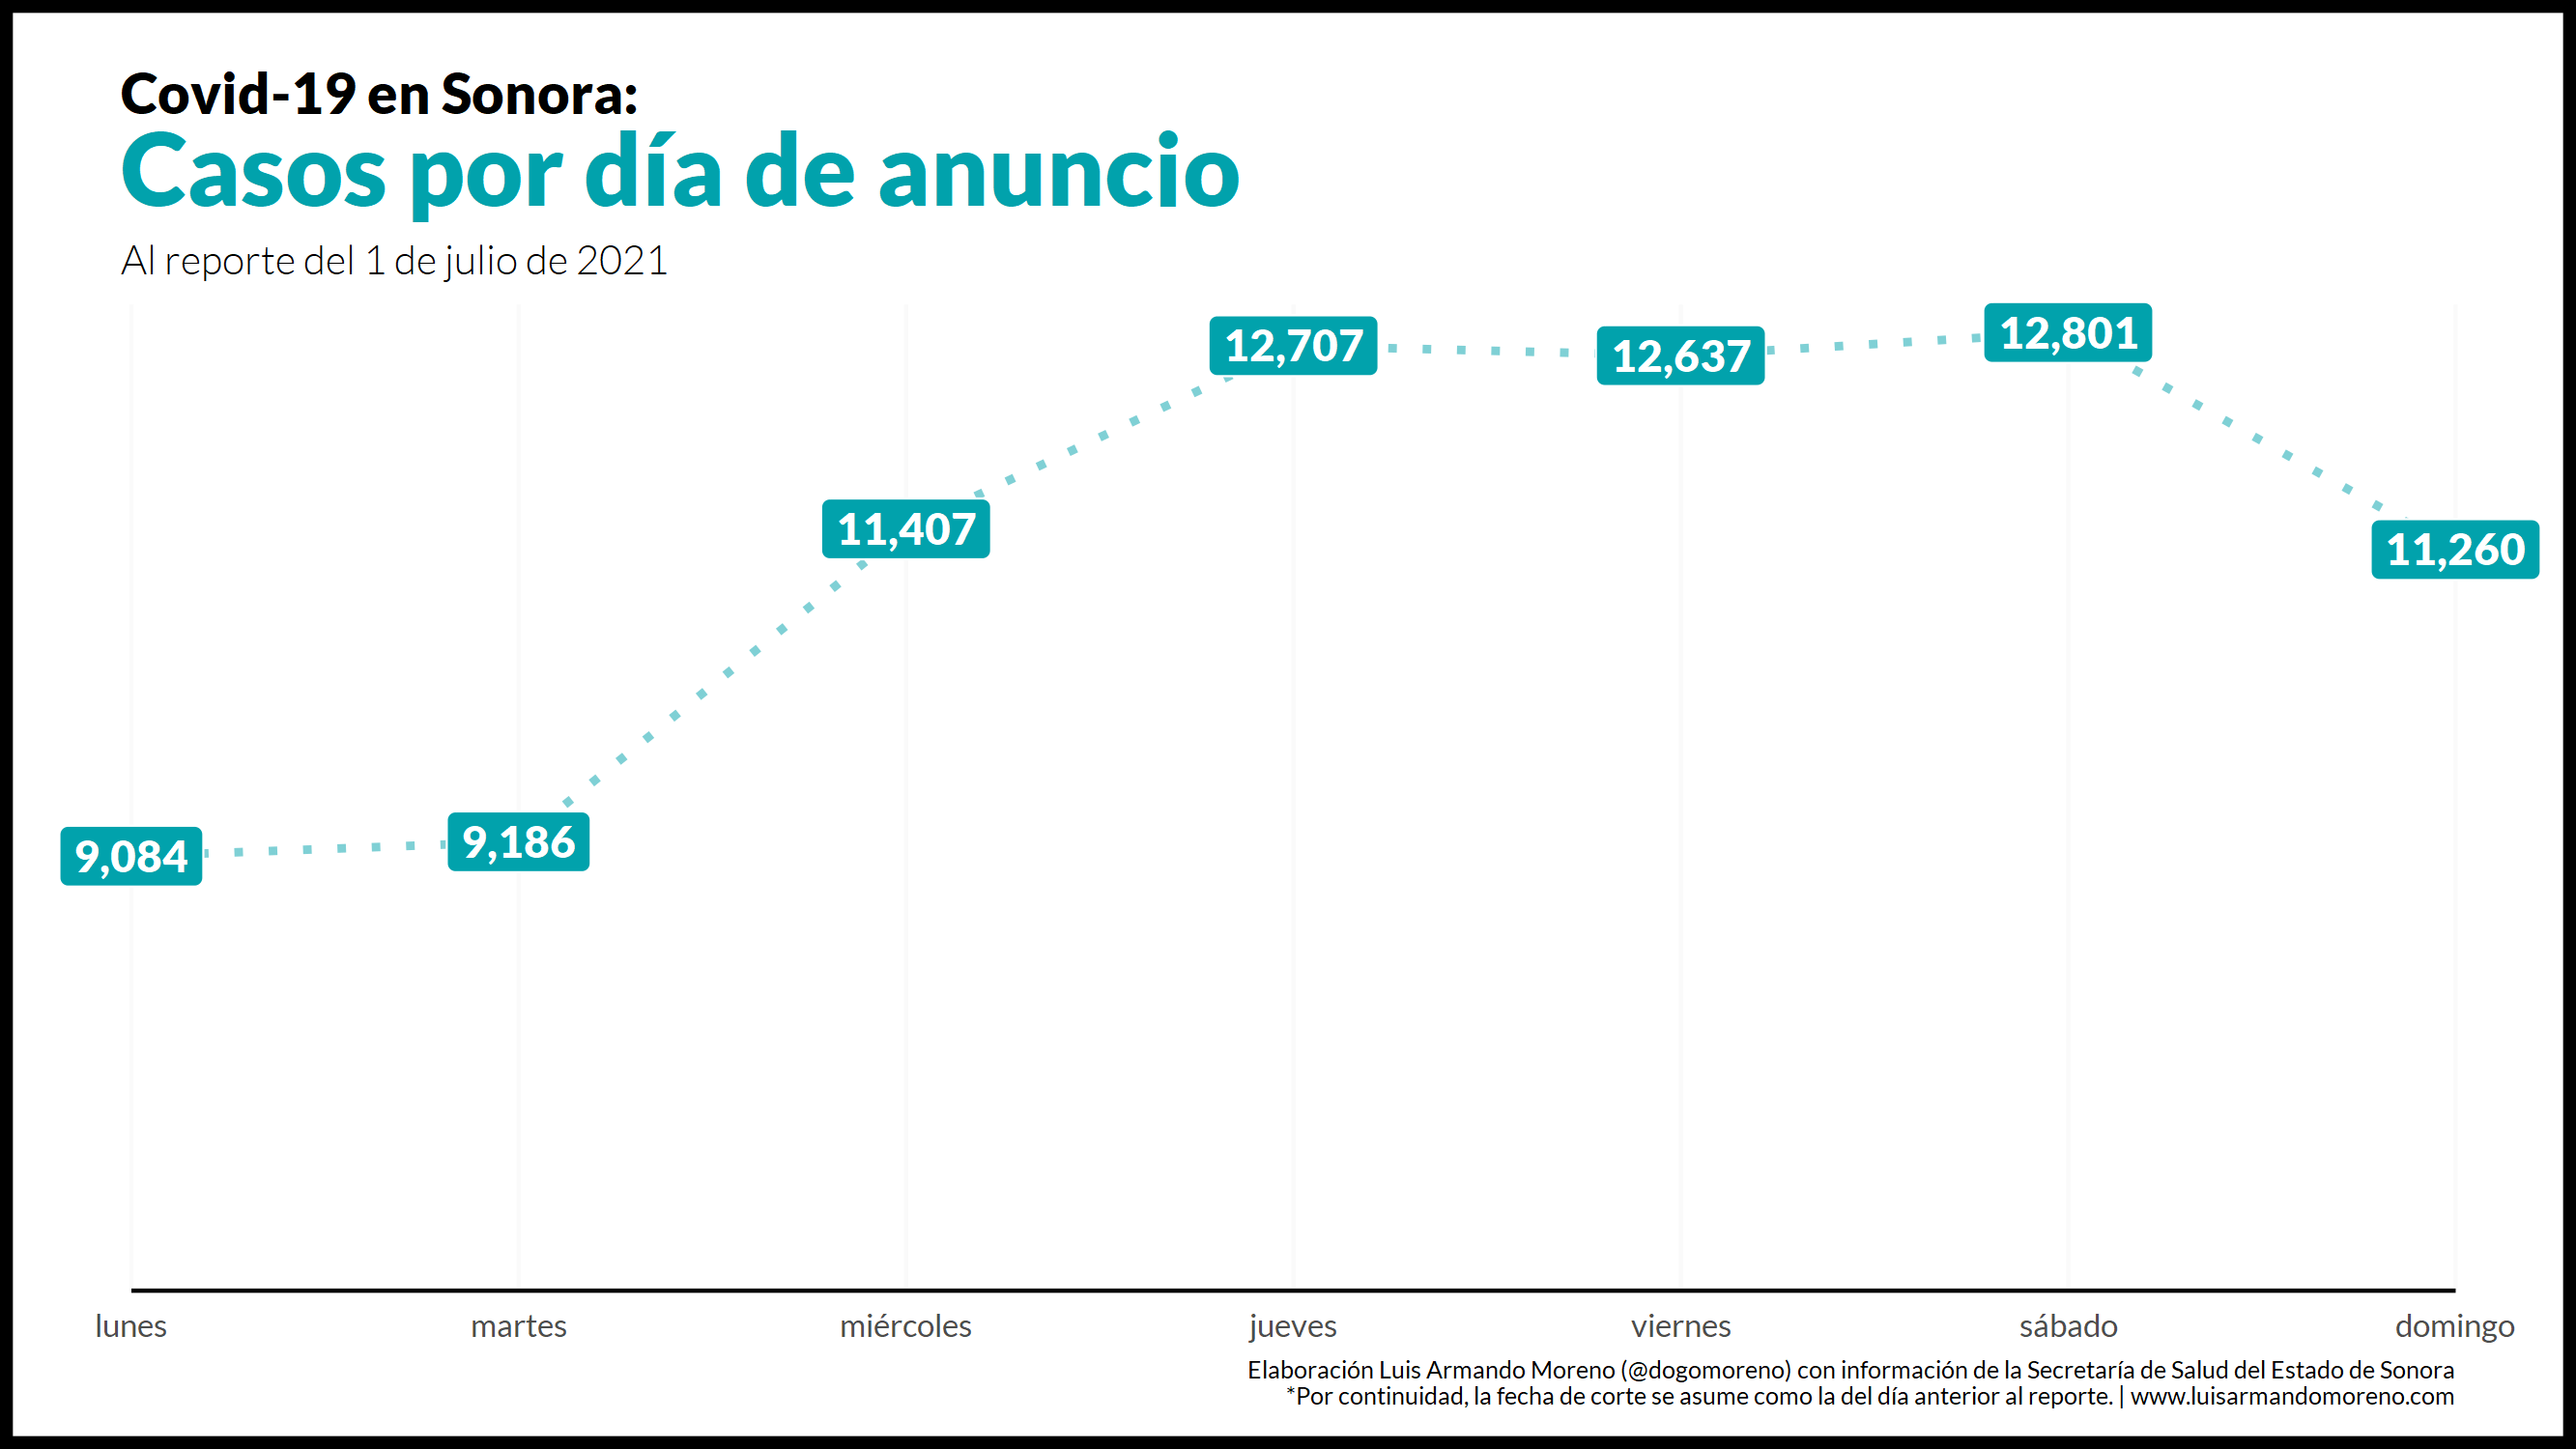 Covid-19 en Sonora:
Casos por día de anuncio
Al reporte del 1 de julio de 2021
12,801
12,707
12,637
11,407
11,260
9,186
9,084
lunes martes miércoles jueves viernes sábado domingo
Elaboración Luis Armando Moreno (@dogomoreno) con información de la Secretaría de Salud del Estado de Sonora
*Por continuidad, la fecha de corte se asume como la del día anterior al reporte. | www.luisarmandomoreno.com